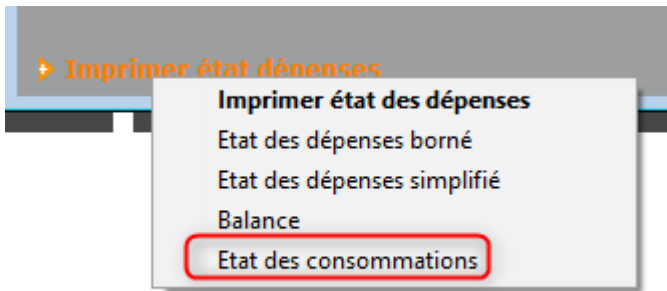 Imprimer état dépenses
Imprimer état des dépenses
Etat des dépenses borné
Etat des dépenses simplifié
Balance
Etat des consommations